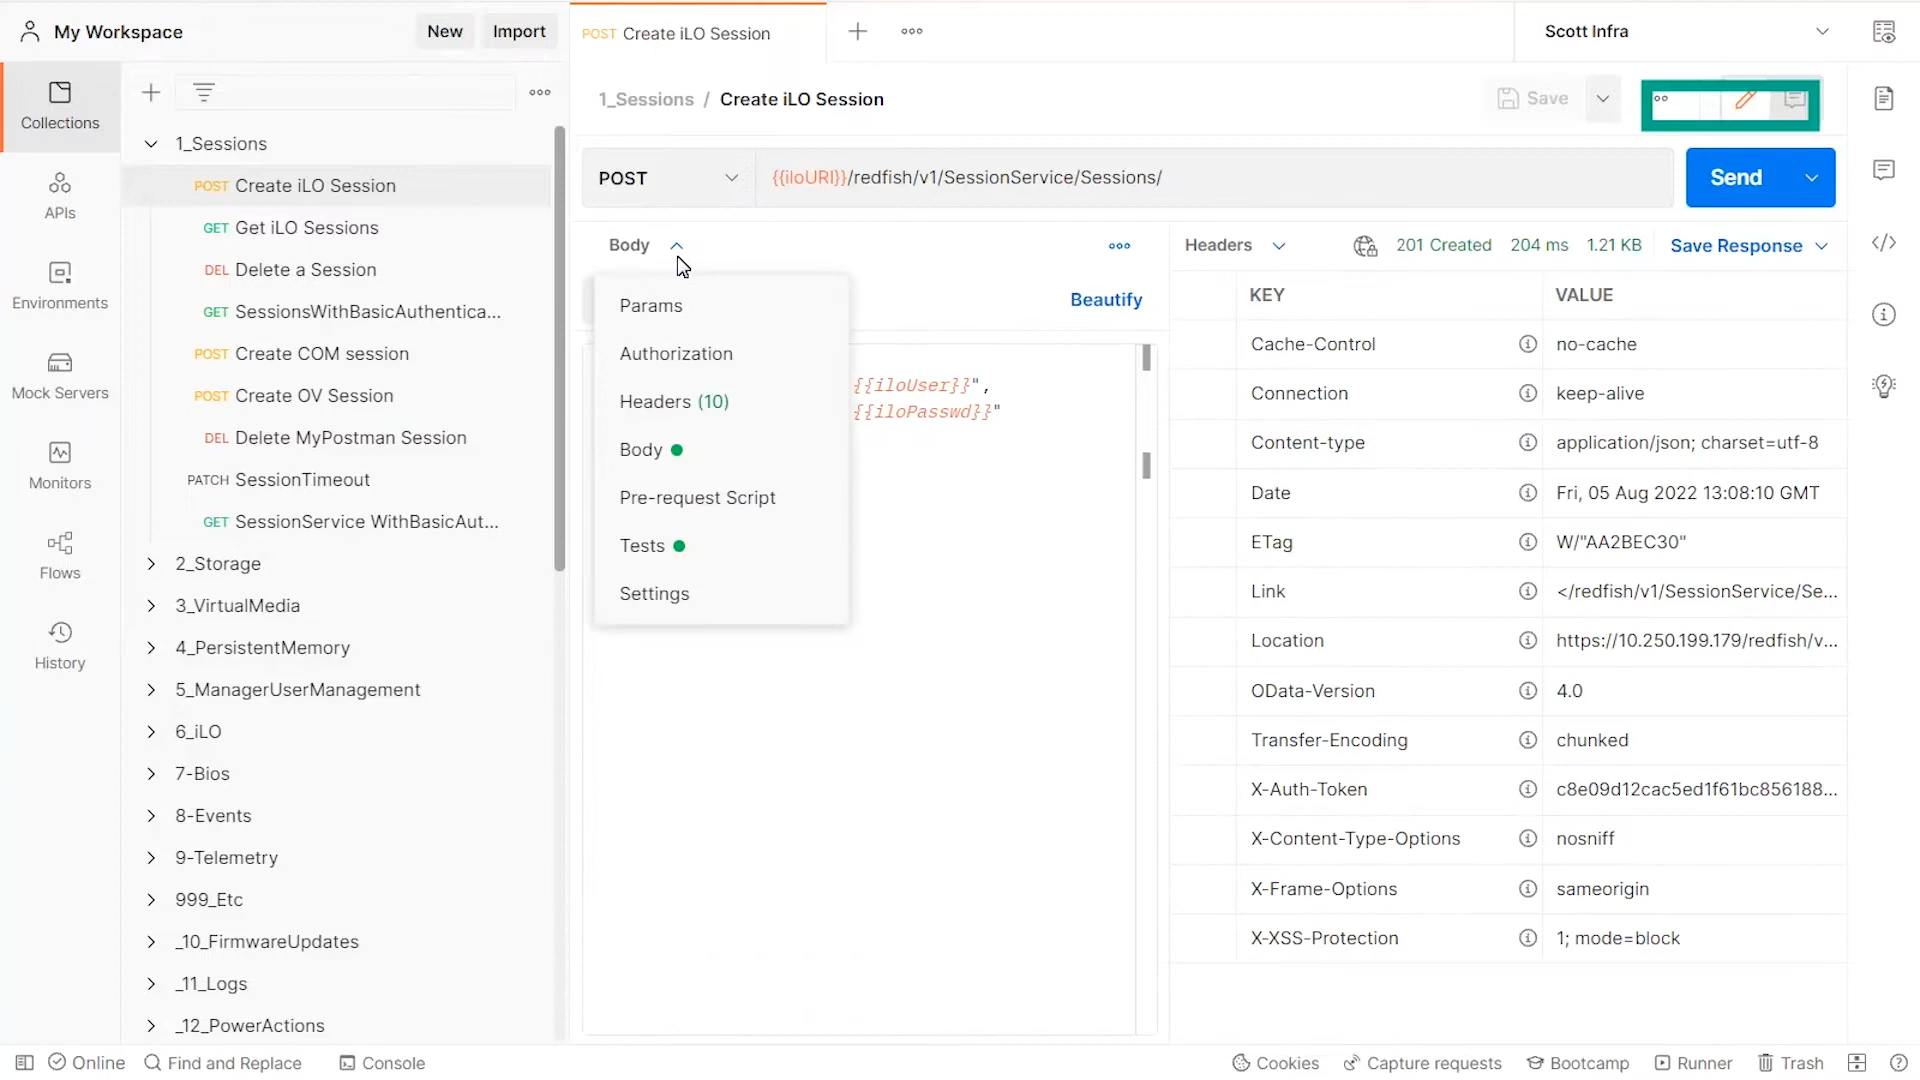 My Workspace
New
Import
POST Create iLO Session
Scott Infra
Collections
APIs
Environments
Mock Servers
Monitors
Flows
History
1_Sessions
POST Create iLO Session
GET Get iLO Sessions
DEL Delete a Session
GET SessionsWithBasicAuthentica...
POST Create COM session
POST Create OV Session
DEL Delete MyPostman Session
PATCH SessionTimeout
GET SessionService WithBasicAut...
2_Storage
3_VirtualMedia
4_PersistentMemory
5_ManagerUserManagement
6_iLO
7-Bios
8-Events
9-Telemetry
999_Etc
_10_FirmwareUpdates
_11_Logs
_12_PowerActions
1_Sessions / Create iLO Session
Save
POST
{{iloURI}}/redfish/v1/SessionService/Sessions/
Send
Body
Beautify
Params
Authorization
Headers (10)
Body
Pre-request Script
Tests
Settings
{{iloUser}}",
{{iloPasswd}}"
Headers
201 Created 204 ms 1.21 KB
Save Response
KEY VALUE
Cache-Control no-cache
Connection keep-alive
Content-type application/json; charset=utf-8
Date Fri, 05 Aug 2022 13:08:10 GMT
ETag W/"AA2BEC30"
Link </redfish/v1/SessionService/Se...
Location https://10.250.199.179/redfish/v...
OData-Version 4.0
Transfer-Encoding chunked
X-Auth-Token c8e09d12cac5ed1f61bc856188...
X-Content-Type-Options nosniff
X-Frame-Options sameorigin
X-XSS-Protection 1; mode=block
Online
Find and Replace
Console
Cookies
Capture requests
Bootcamp
Runner
Trash